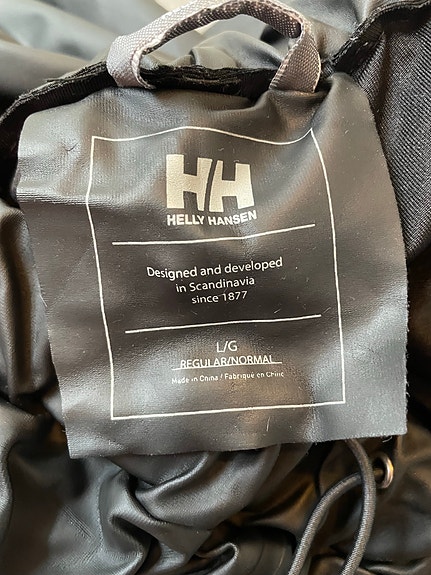 HH
HELLY HANSEN
Designed and developed
in Scandinavia
since 1877
L/G
REGULAR/NORMAL
Made in China / Fabriqué en Chine